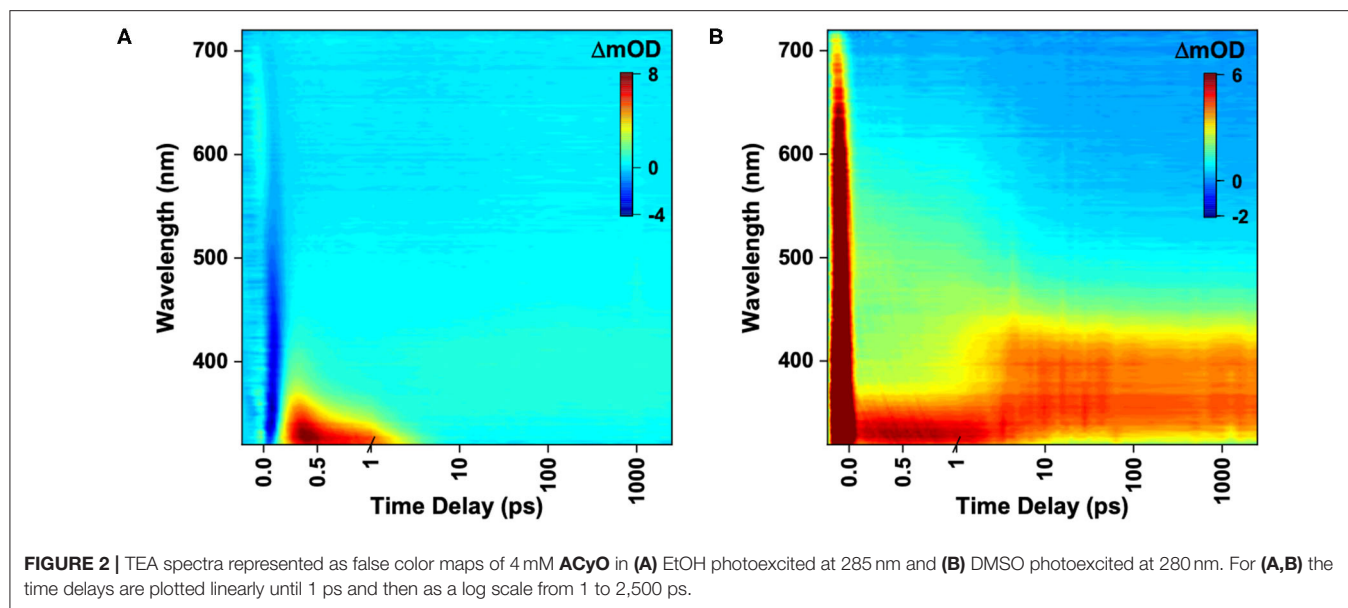 A
ΔmOD
8
0
-4
700
600
500
400
Wavelength (nm)
0.0
0.5
1
10
100
1000
Time Delay (ps)
B
ΔmOD
6
0
-2
700
600
500
400
Wavelength (nm)
0.0
0.5
1
10
100
1000
Time Delay (ps)
FIGURE 2 | TEA spectra represented as false color maps of 4 mM ACyO in (A) EtOH photoexcited at 285 nm and (B) DMSO photoexcited at 280 nm. For (A,B) the
time delays are plotted linearly until 1 ps and then as a log scale from 1 to 2,500 ps.